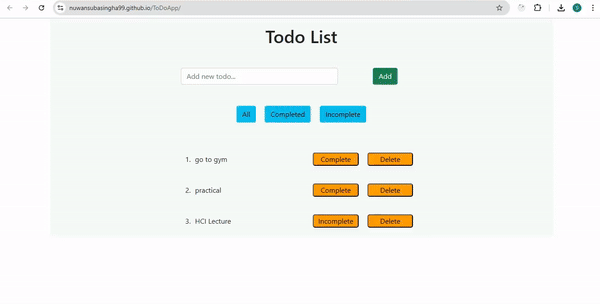 nuwansubasingha99.github.io/ToDoApp/
Todo List
Add new todo... Add
All Completed Incomplete
1. go to gym Complete Delete
2. practical Complete Delete
3. HCI Lecture Incomplete Delete